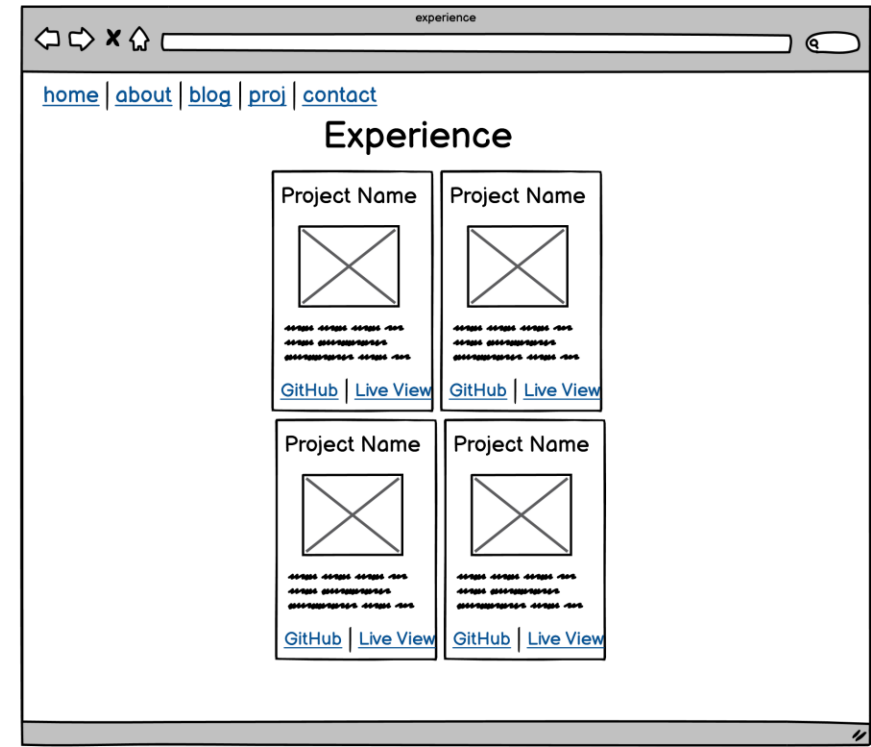 experience
home | about | blog | proj | contact
Experience
Project Name
GitHub | Live View
Project Name
GitHub | Live View
Project Name
GitHub | Live View
Project Name
GitHub | Live View